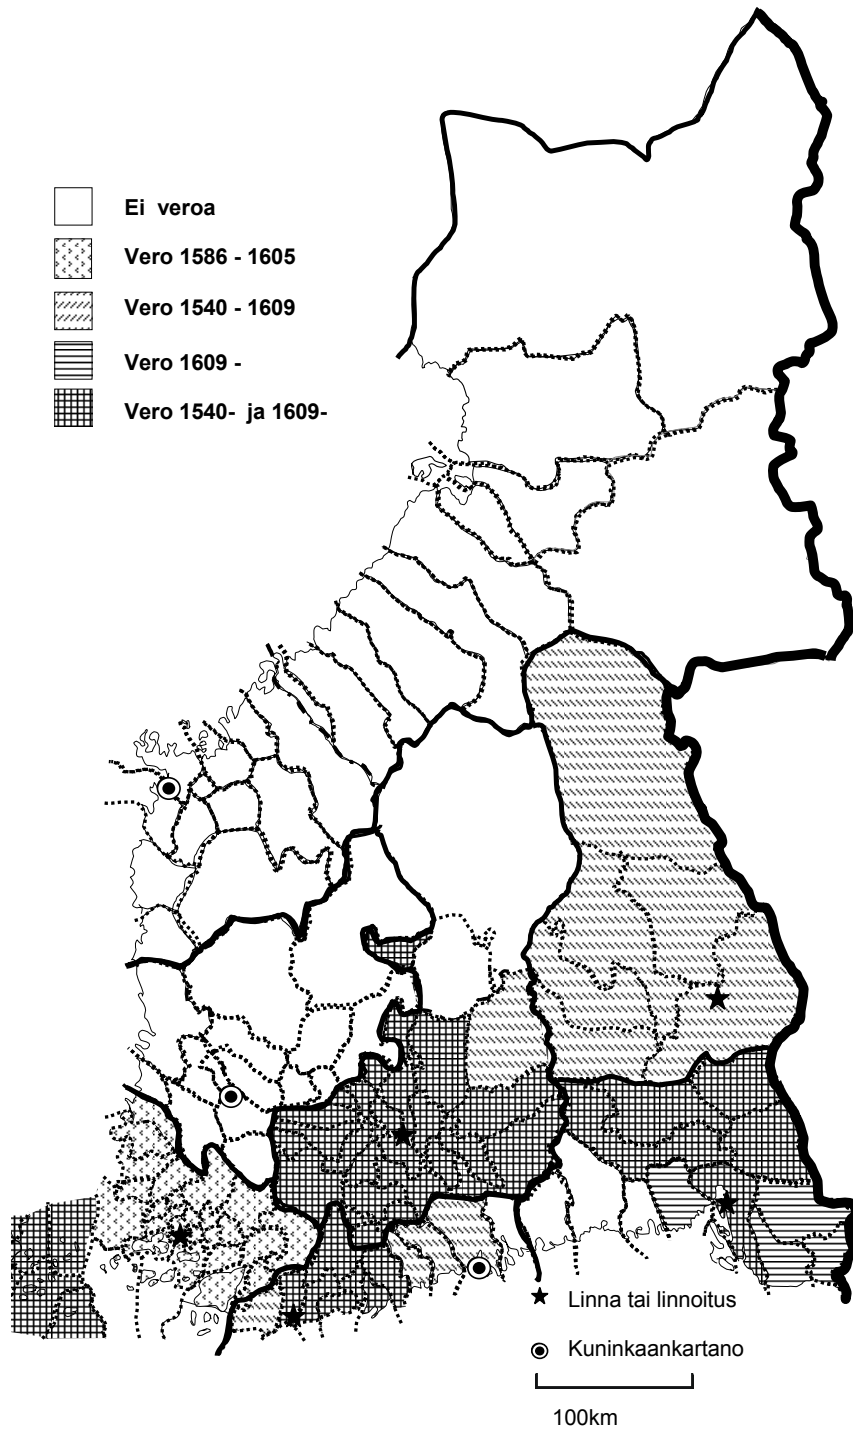 Ei veroa
Vero 1586 - 1605
Vero 1540 - 1609
Vero 1609 -
Vero 1540- ja 1609-
Linna tai linnoitus
Kuninkaankartano
100km